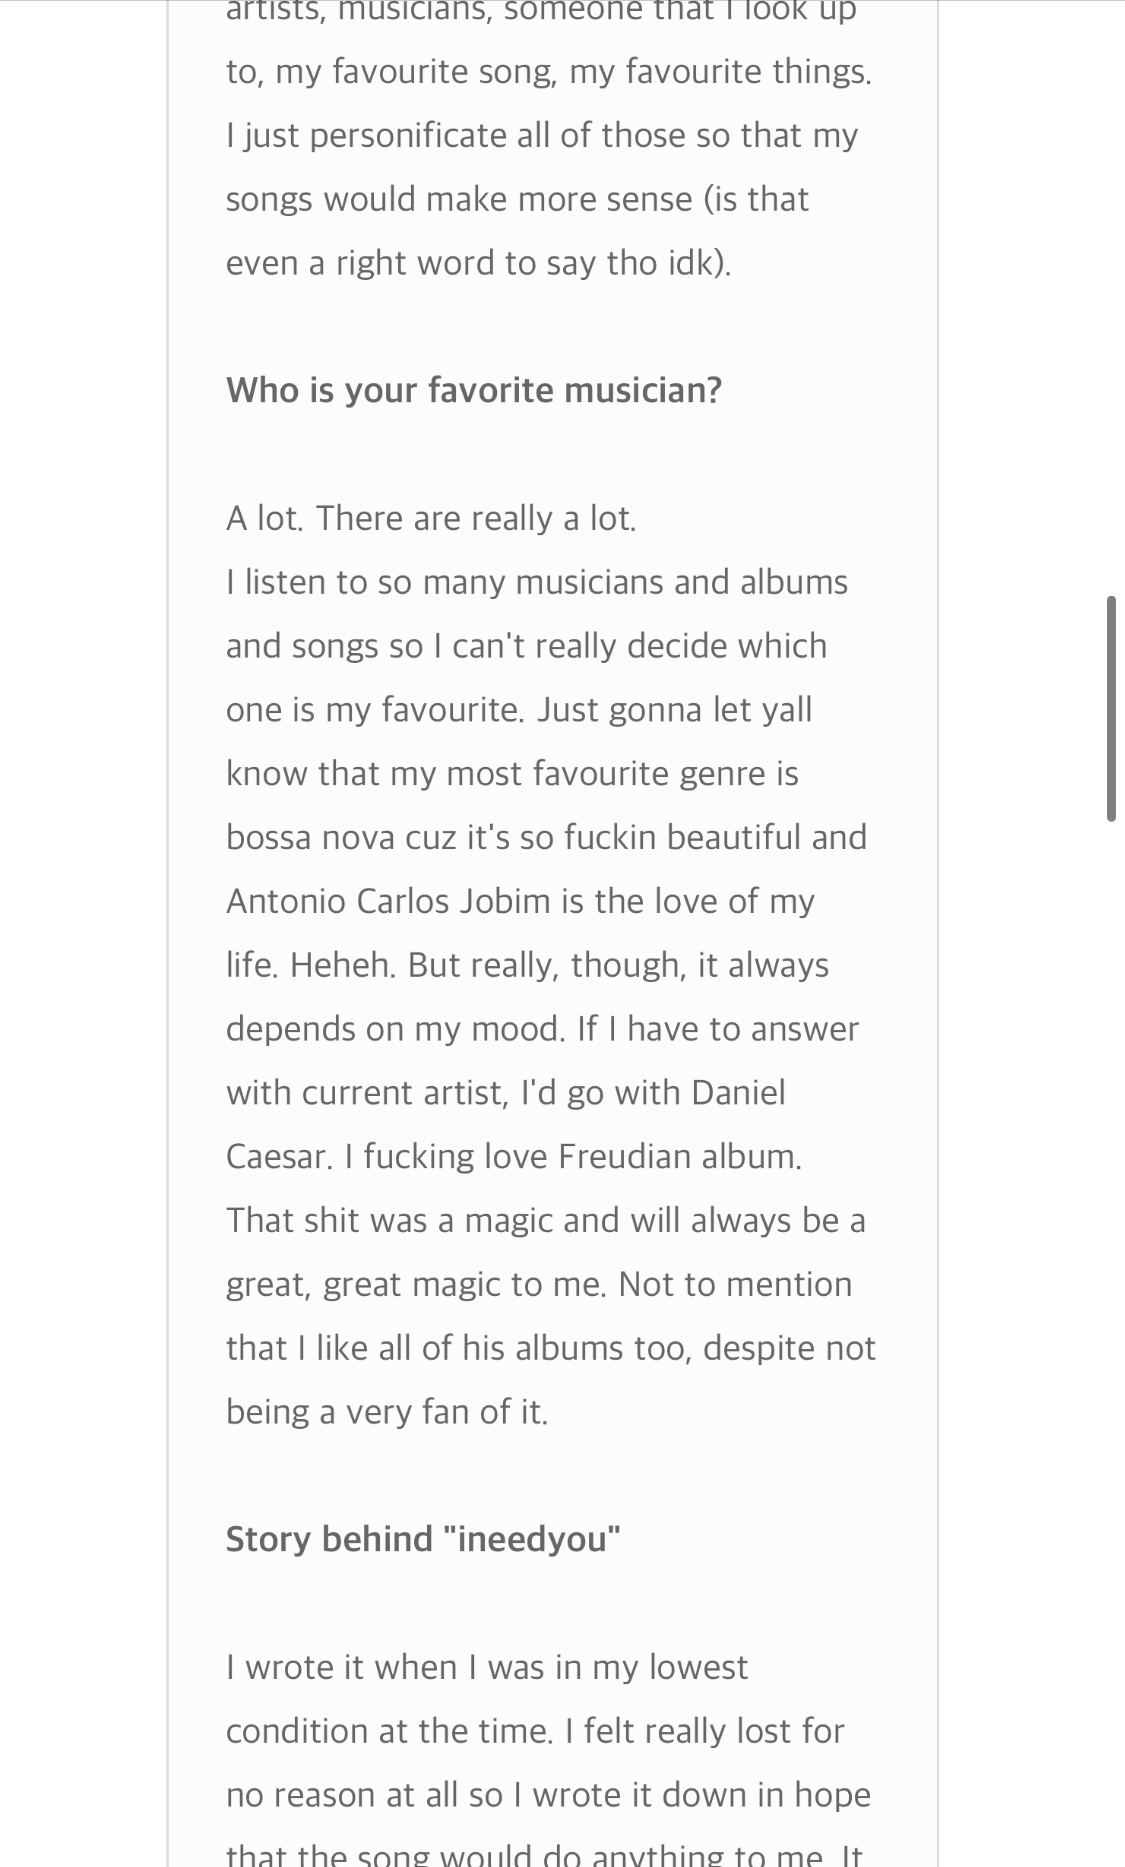 artists, musicians, someone that I look up
to, my favourite song, my favourite things.
I just personificate all of those so that my
songs would make more sense (is that
even a right word to say tho idk).
Who is your favorite musician?
A lot. There are really a lot.
I listen to so many musicians and albums
and songs so I can't really decide which
one is my favourite. Just gonna let yall
know that my most favourite genre is
bossa nova cuz it's so fuckin beautiful and
Antonio Carlos Jobim is the love of my
life. Heheh. But really, though, it always
depends on my mood. If I have to answer
with current artist, I'd go with Daniel
Caesar. I fucking love Freudian album.
That shit was a magic and will always be a
great, great magic to me. Not to mention
that I like all of his albums too, despite not
being a very fan of it.
Story behind "ineedyou"
I wrote it when I was in my lowest
condition at the time. I felt really lost for
no reason at all so I wrote it down in hope
that the song would do anything to me. It